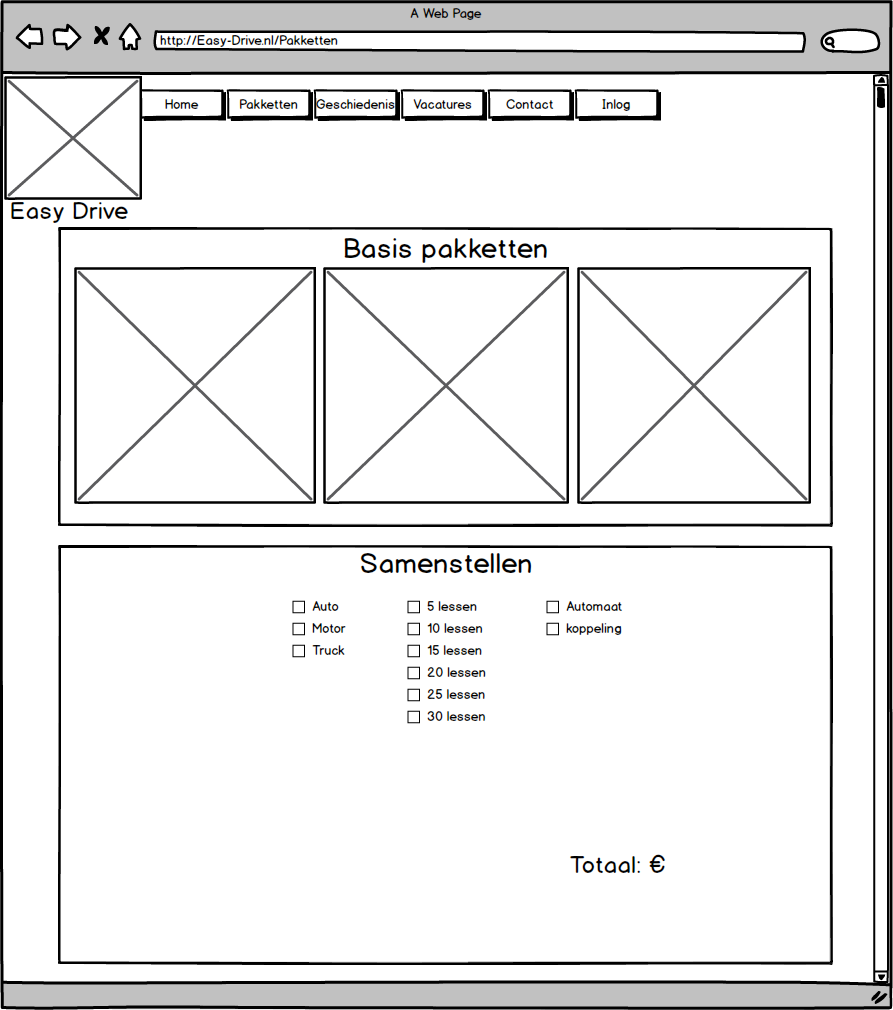 A Web Page
http://Easy-Drive.nl/Pakketten
Home Pakketten Geschiedenis Vacatures Contact Inlog
Easy Drive
Basis pakketten
Samenstellen
Auto 5 lessen Automaat
Motor 10 lessen koppeling
Truck 15 lessen
20 lessen
25 lessen
30 lessen
Totaal: €